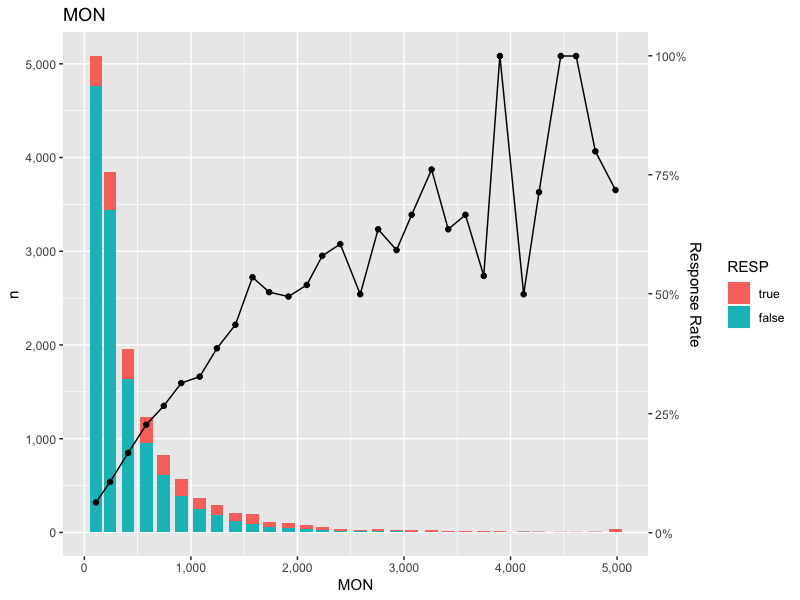 MON
5,000
4,000
3,000
2,000
1,000
0
n
100%
75%
50%
25%
0%
Response Rate
0 1,000 2,000 3,000 4,000 5,000
MON
RESP
true
false